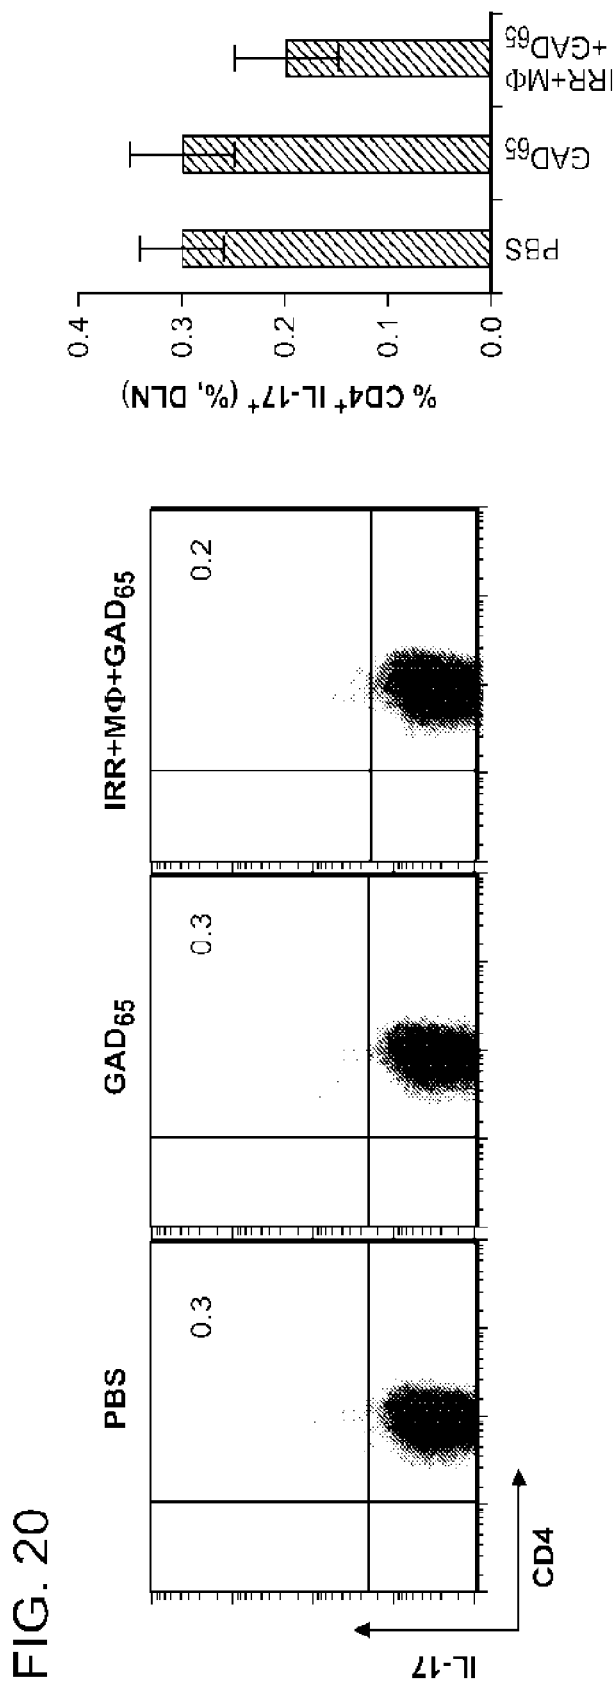 FIG. 20
PBS
GAD65
IRR+MΦ+GAD65
0.3
0.3
0.2
IL-17
CD4
% CD4+ IL-17+ (%, DLN)
0.4
0.3
0.2
0.1
0.0
PBS
GAD65
IRR+MΦ
+GAD65